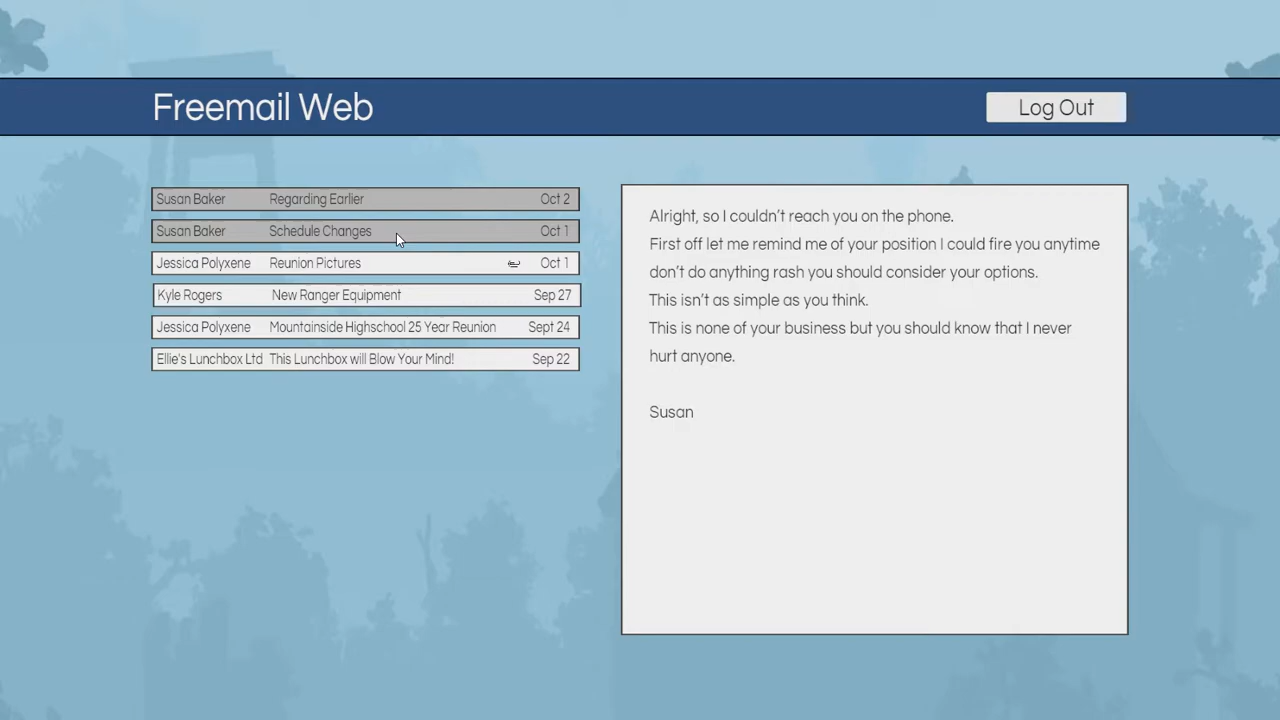 Freemail Web
Log Out
Susan Baker Regarding Earlier Oct 2
Susan Baker Schedule Changes Oct 1
Jessica Polyxene Reunion Pictures Oct 1
Kyle Rogers New Ranger Equipment Sep 27
Jessica Polyxene Mountainside Highschool 25 Year Reunion Sept 24
Ellie's Lunchbox Ltd This Lunchbox will Blow Your Mind! Sep 22
Alright, so I couldn't reach you on the phone.
First off let me remind me of your position I could fire you anytime
don't do anything rash you should consider your options.
This isn't as simple as you think.
This is none of your business but you should know that I never
hurt anyone.
Susan